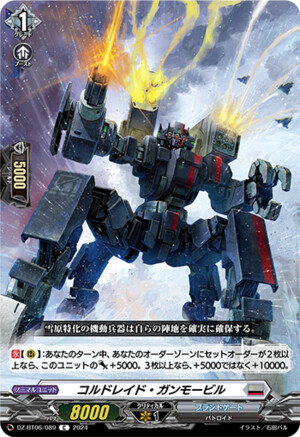 1
グレード
ブースト
シールド
5000
雪原特化の機動兵器は自らの陣地を確実に確保する。
【永】【(R)】:あなたのターン中、あなたのオーダーゾーンにセットオーダーが2枚以
上なら、このユニットの+5000。3枚以上なら、+5000ではなく+10000。
ノーマルユニット
コルドレイド・ガンモービル
パワー
8000
クリティカル
1
ブラントゲート
バトロイド
DZ-BT06/089 C 2024
イラスト/石田バル